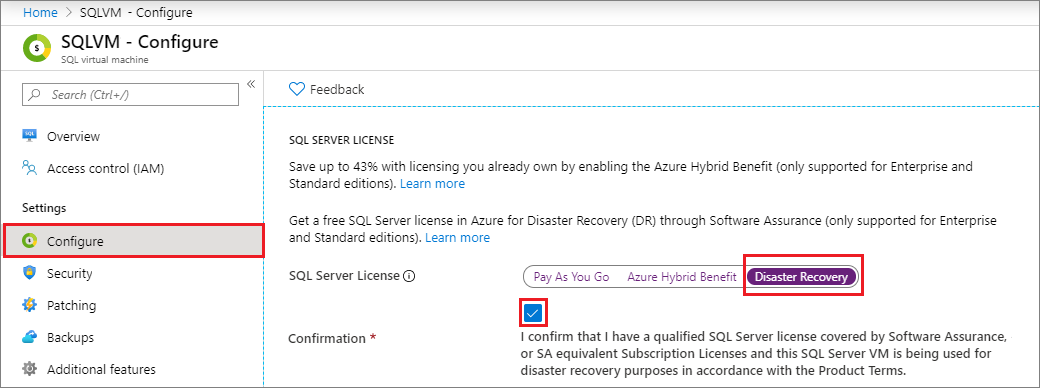 Home > SQLVM - Configure
SQLVM - Configure
SQL virtual machine
Search (Ctrl+/)
«
SQL
Overview
Access control (IAM)
Settings
Configure
Security
Patching
Backups
Additional features
Feedback
SQL SERVER LICENSE
Save up to 43% with licensing you already own by enabling the Azure Hybrid Benefit (only supported for Enterprise and
Standard editions). Learn more
Get a free SQL Server license in Azure for Disaster Recovery (DR) through Software Assurance (only supported for Enterprise
and Standard editions). Learn more
SQL Server License
Pay As You Go Azure Hybrid Benefit Disaster Recovery
Confirmation *
I confirm that I have a qualified SQL Server license covered by Software Assurance,
or SA equivalent Subscription Licenses and this SQL Server VM is being used for
disaster recovery purposes in accordance with the Product Terms.